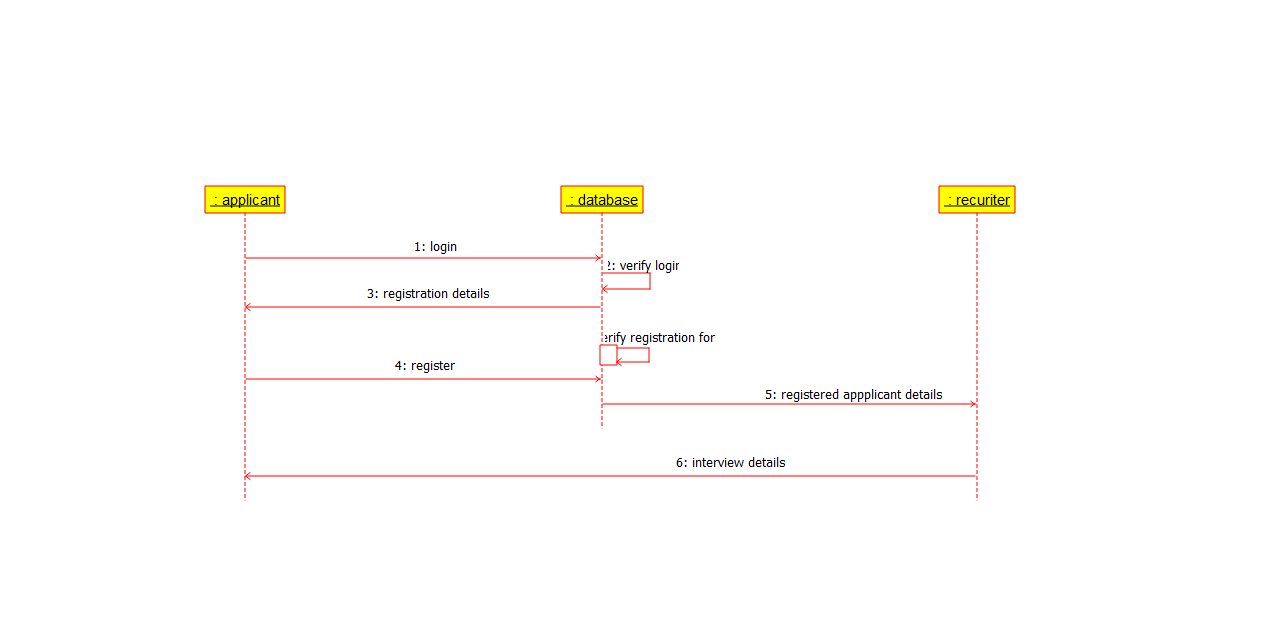 : applicant
: database
: recuriter
1: login
2: verify login
3: registration details
erify registration for
4: register
5: registered appplicant details
6: interview details